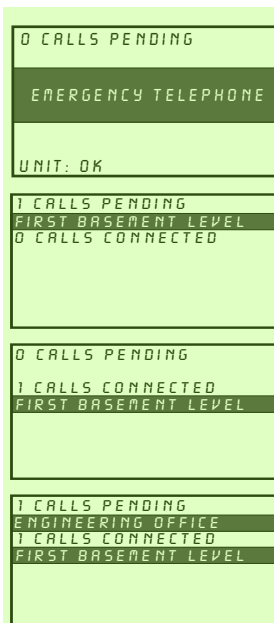 0 CALLS PENDING
EMERGENCY TELEPHONE
UNIT: OK
1 CALLS PENDING
FIRST BASEMENT LEVEL
0 CALLS CONNECTED
0 CALLS PENDING
1 CALLS CONNECTED
FIRST BASEMENT LEVEL
1 CALLS PENDING
ENGINEERING OFFICE
1 CALLS CONNECTED
FIRST BASEMENT LEVEL